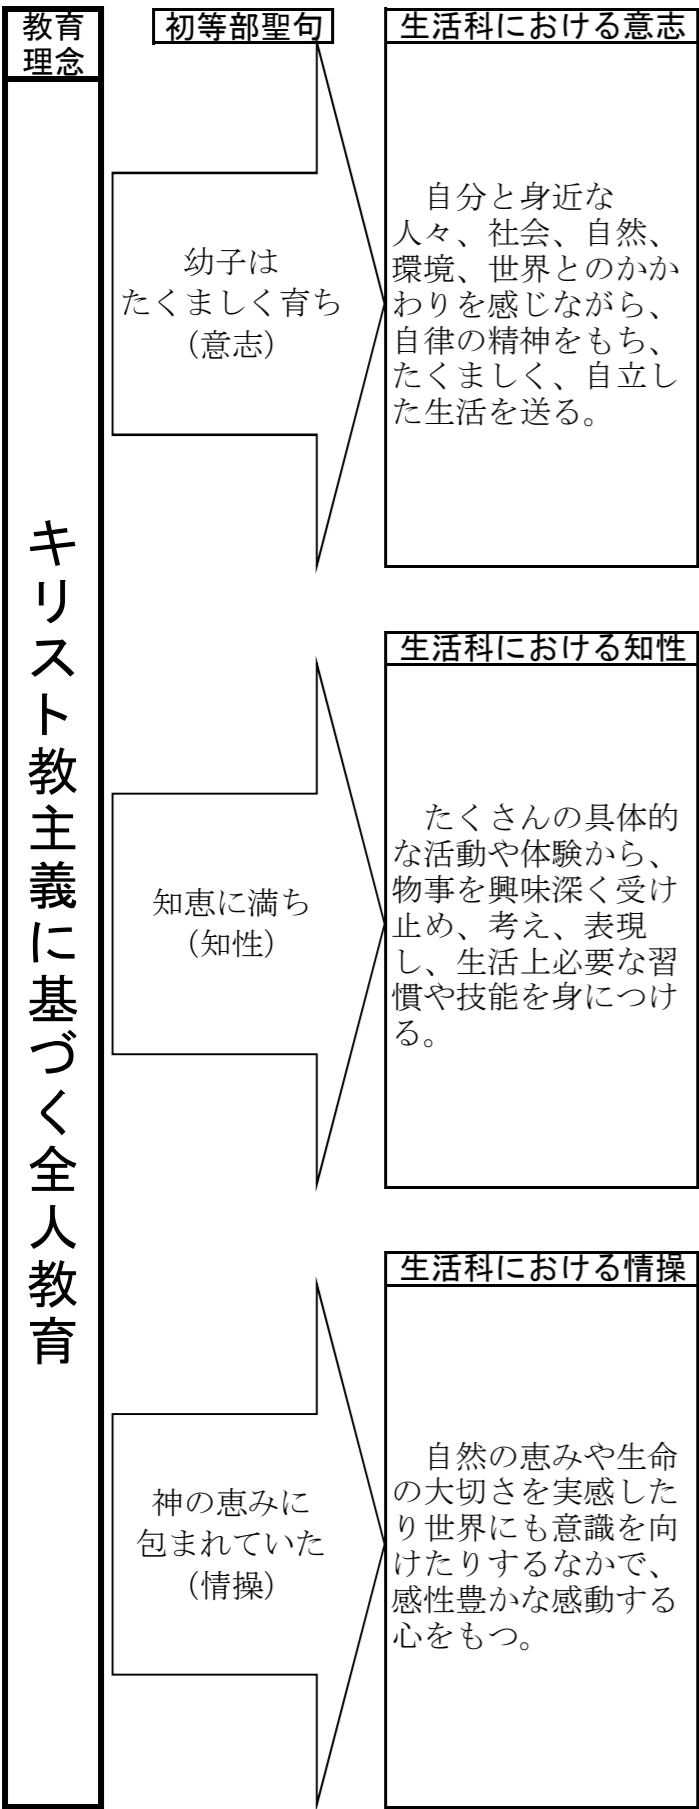 教育
理念
キリスト教主義に基づく全人教育
初等部聖句
幼子は
たくましく育ち
（意志）
生活科における意志
　自分と身近な
人々、社会、自然、
環境、世界とのかか
わりを感じながら、
自律の精神をもち、
たくましく、自立し
た生活を送る。
知恵に満ち
（知性）
生活科における知性
　たくさんの具体的
な活動や体験から、
物事を興味深く受け
止め、考え、表現
し、生活上必要な習
慣や技能を身につけ
る。
神の恵みに
包まれていた
（情操）
生活科における情操
　自然の恵みや生命
の大切さを実感した
り世界にも意識を向
けたりするなかで、
感性豊かな感動する
心をもつ。